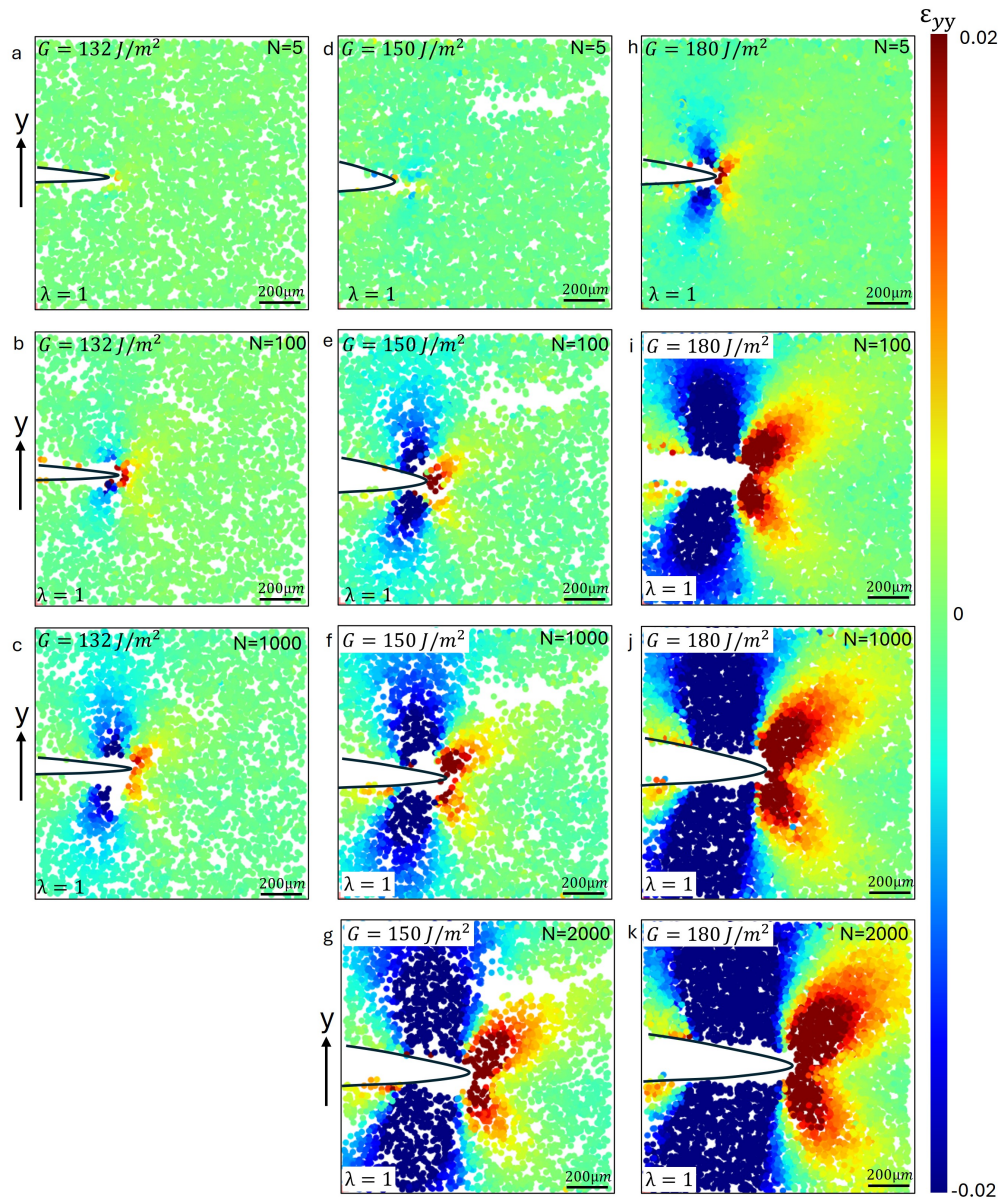 ε_yy
a G = 132 J/m² N=5
d G = 150 J/m² N=5
h G = 180 J/m² N=5
0.02
y
λ = 1 200μm
λ = 1 200μm
λ = 1 200μm
b G = 132 J/m² N=100
e G = 150 J/m² N=100
i G = 180 J/m² N=100
y
λ = 1 200μm
λ = 1 200μm
λ = 1 200μm
0
c G = 132 J/m² N=1000
f G = 150 J/m² N=1000
j G = 180 J/m² N=1000
y
λ = 1 200μm
λ = 1 200μm
λ = 1 200μm
g G = 150 J/m² N=2000
k G = 180 J/m² N=2000
y
λ = 1 200μm
λ = 1 200μm
-0.02